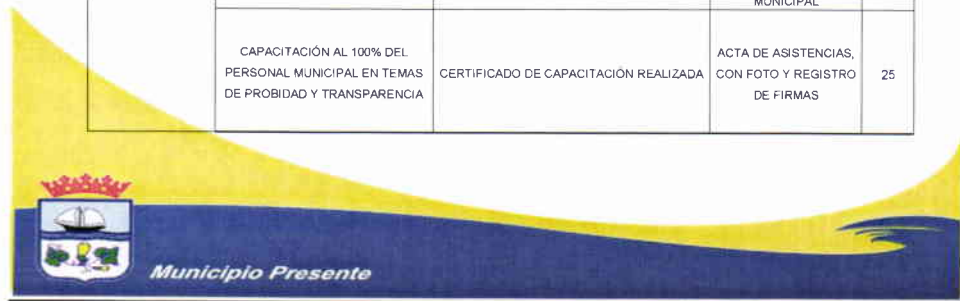 MUNICIPAL
CAPACITACIÓN AL 100% DEL
PERSONAL MUNICIPAL EN TEMAS
DE PROBIDAD Y TRANSPARENCIA
CERTIFICADO DE CAPACITACIÓN REALIZADA
ACTA DE ASISTENCIAS,
CON FOTO Y REGISTRO
DE FIRMAS
25
Municipio Presente